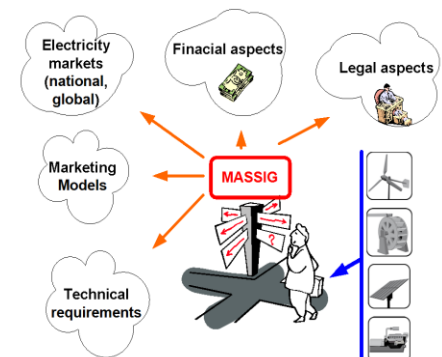 Electricity
markets
(national,
global)
Finacial aspects
Legal aspects
Marketing
Models
MASSIG
?
Technical
requirements